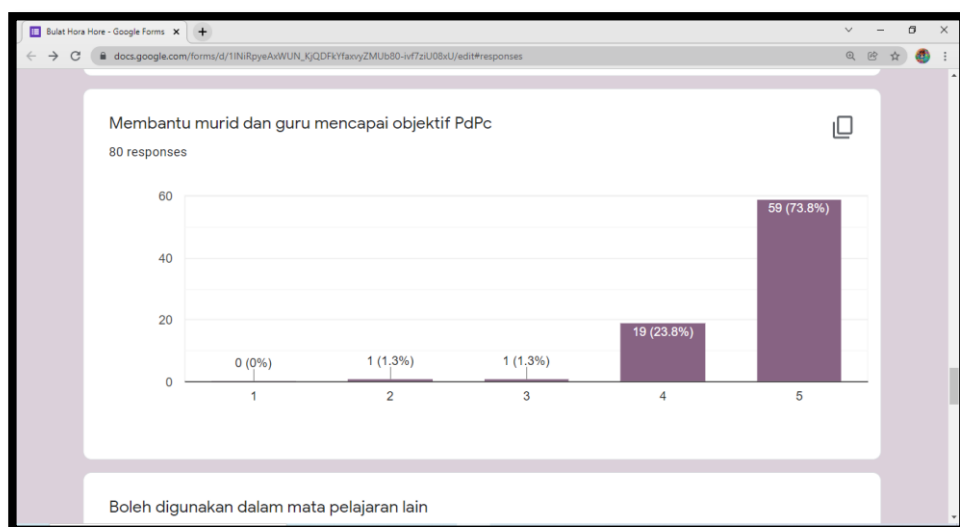 Bulat Hora Hore - Google Forms
docs.google.com/forms/d/1INiRpyeAxWUN_KjQDFkYfaxvyZMUb80-ivf7ziU08xU/edit#responses
Membantu murid dan guru mencapai objektif PdPc
80 responses
60
40
20
0
0 (0%)
1 (1.3%)
1 (1.3%)
19 (23.8%)
59 (73.8%)
1 2 3 4 5
Boleh digunakan dalam mata pelajaran lain